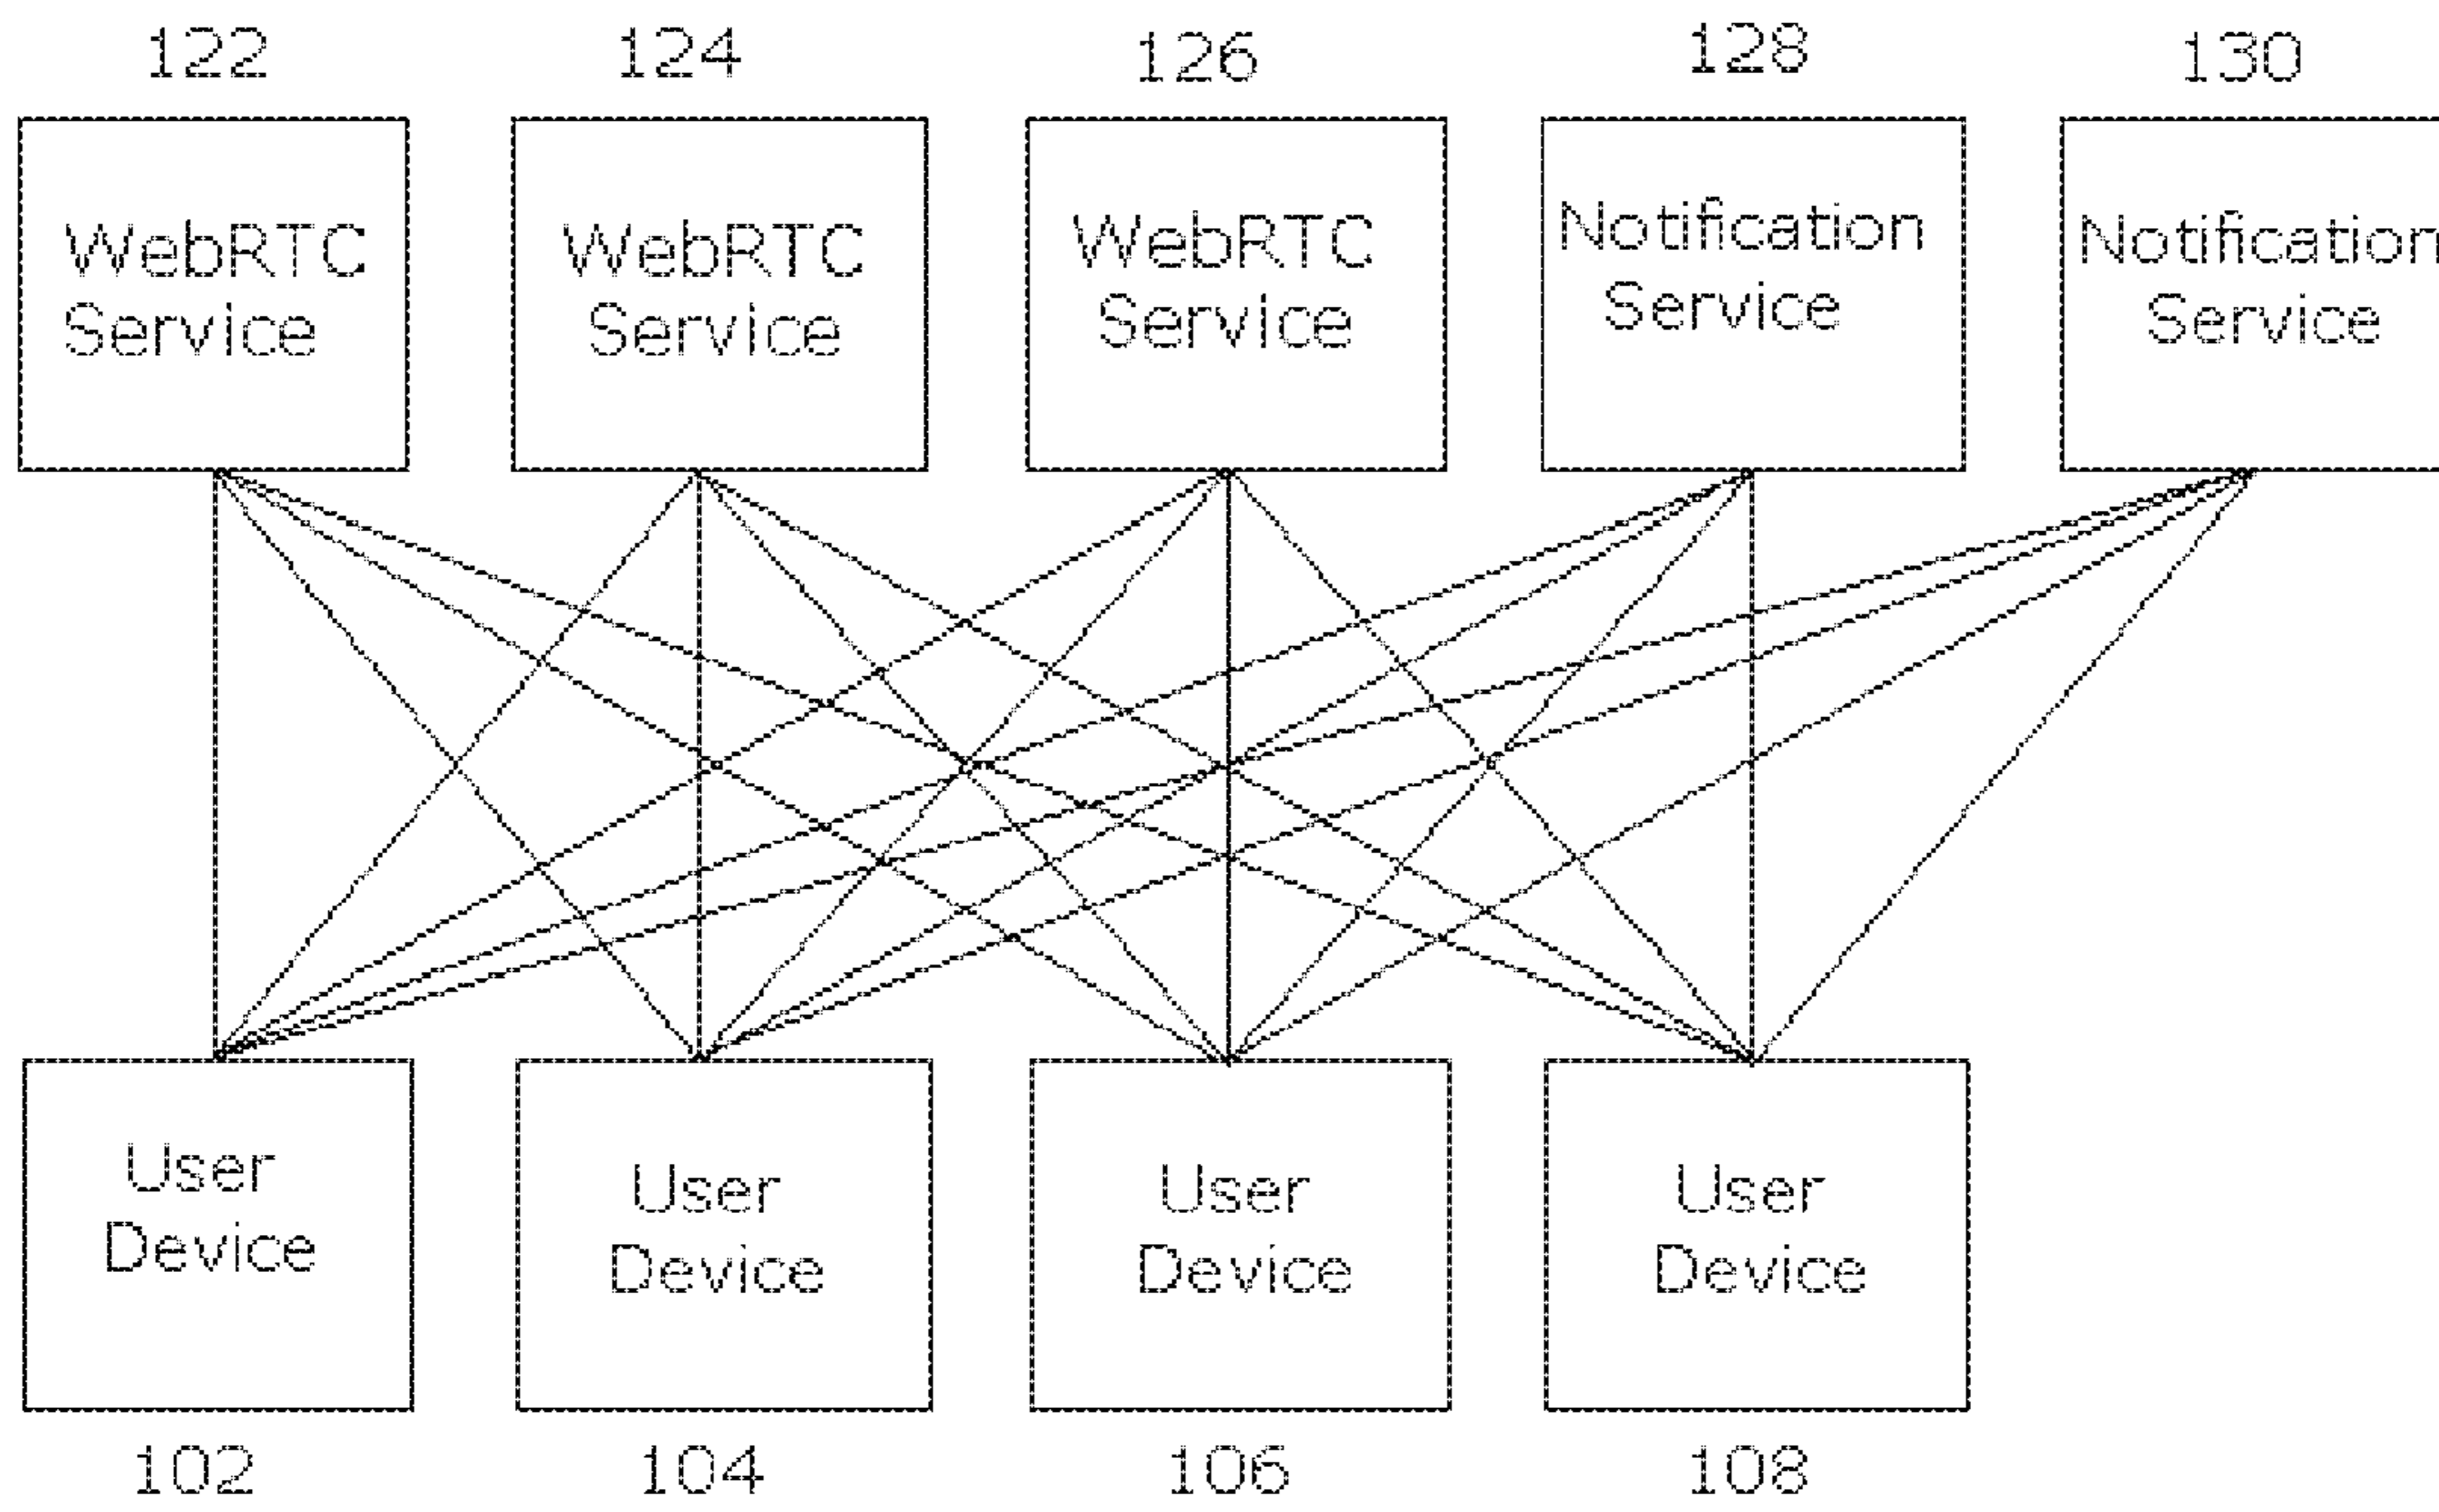 122
124
126
128
130
WebRTC
Service
WebRTC
Service
WebRTC
Service
Notification
Service
Notification
Service
User
Device
User
Device
User
Device
User
Device
102
104
106
108